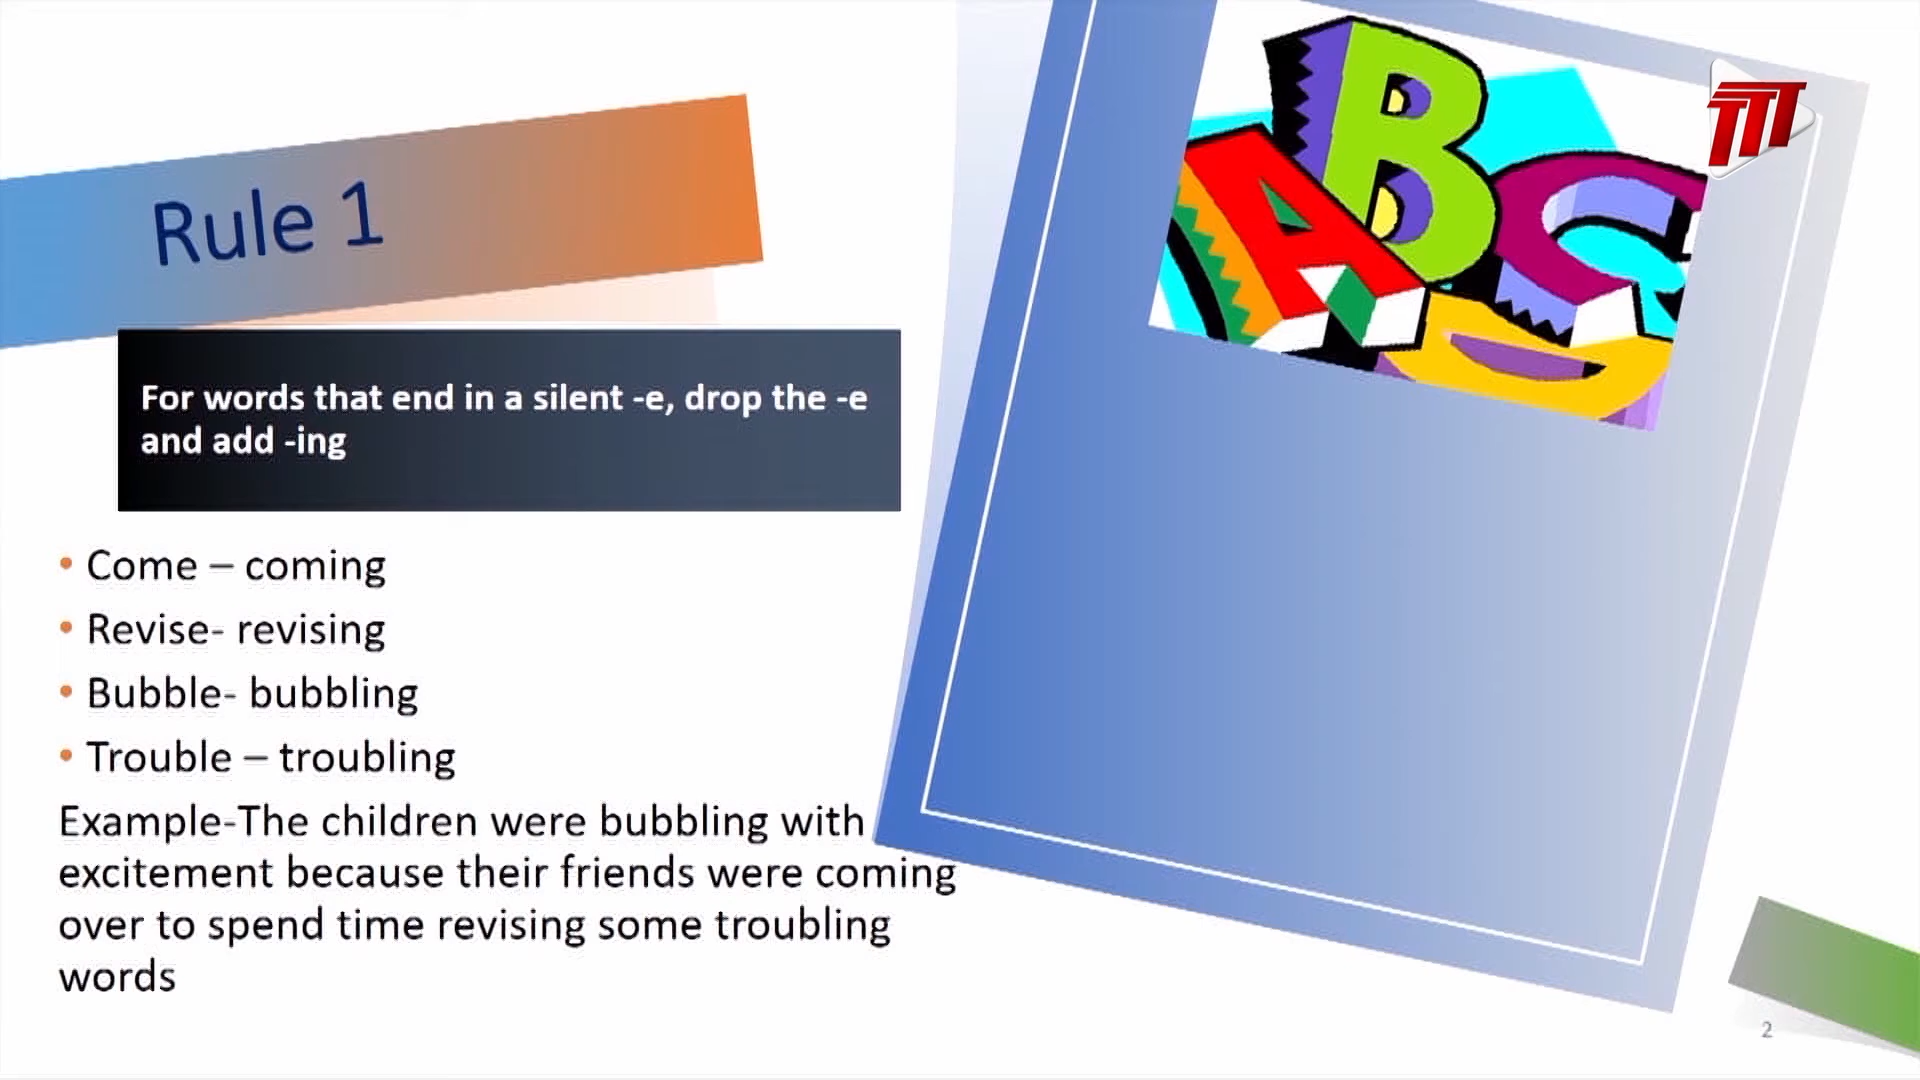 Rule 1
For words that end in a silent -e, drop the -e
and add -ing
• Come – coming
• Revise- revising
• Bubble- bubbling
• Trouble – troubling
Example-The children were bubbling with
excitement because their friends were coming
over to spend time revising some troubling
words
ABC
TTT
2